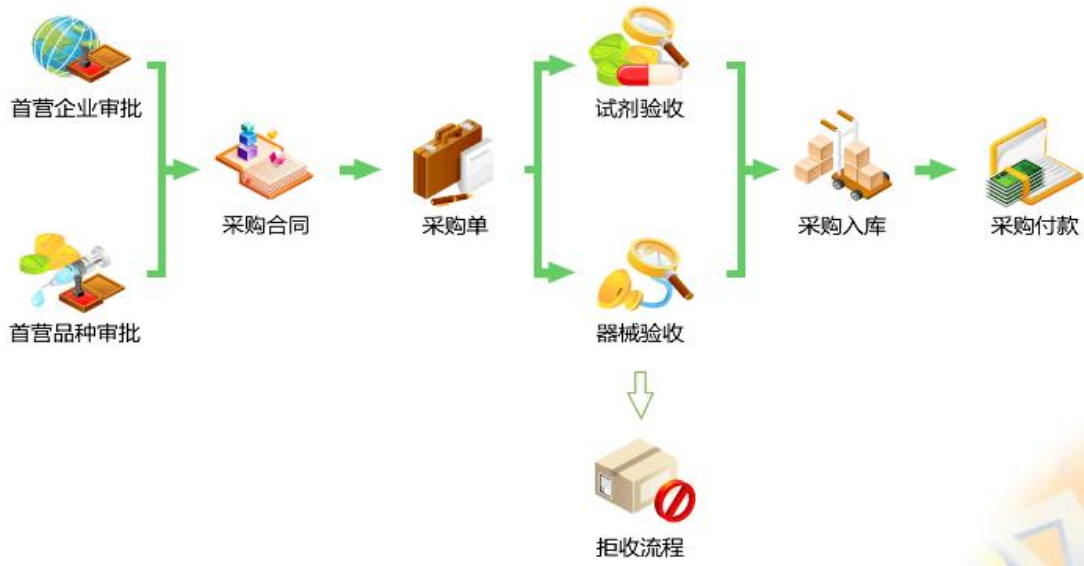 首营企业审批
试剂验收
采购合同
采购单
采购入库
采购付款
首营品种审批
器械验收
拒收流程